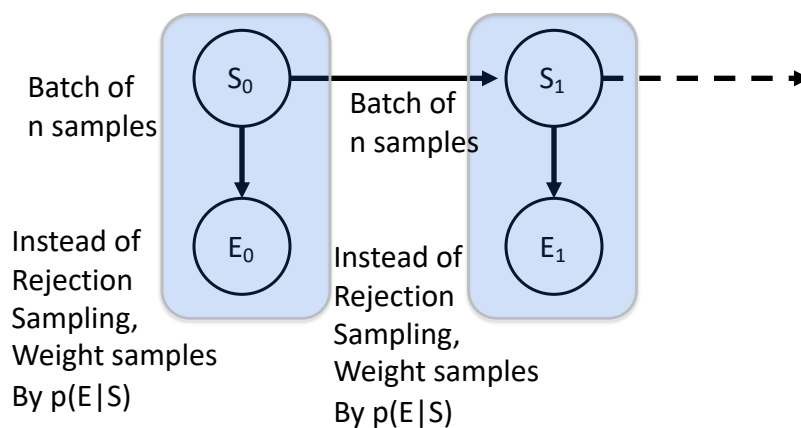 Batch of
n samples
S₀
Batch of
n samples
S₁
E₀
E₁
Instead of
Rejection
Sampling,
Weight samples
By p(E|S)
Instead of
Rejection
Sampling,
Weight samples
By p(E|S)